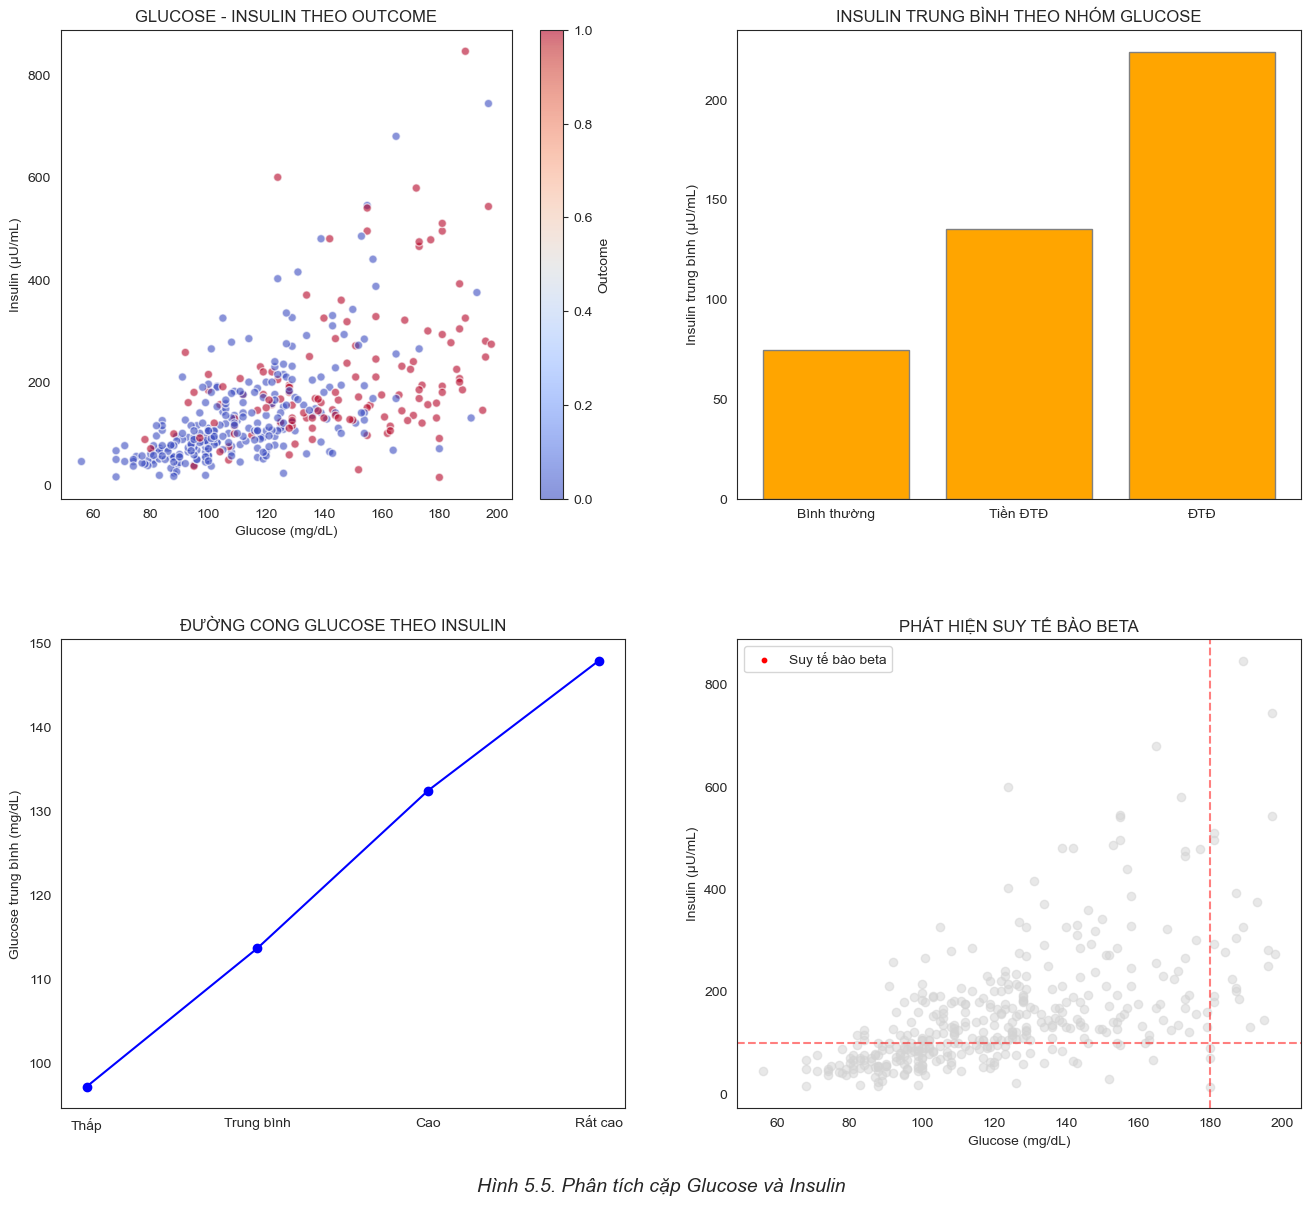 GLUCOSE - INSULIN THEO OUTCOME
Insulin (μU/mL)
800
600
400
200
0
60 80 100 120 140 160 180 200
Glucose (mg/dL)
1.0
0.8
0.6
0.4
0.2
0.0
Outcome
INSULIN TRUNG BÌNH THEO NHÓM GLUCOSE
Insulin trung bình (μU/mL)
200
150
100
50
0
Bình thường Tiền ĐTĐ ĐTĐ
ĐƯỜNG CONG GLUCOSE THEO INSULIN
Glucose trung bình (mg/dL)
150
140
130
120
110
100
Thấp Trung bình Cao Rất cao
PHÁT HIỆN SUY TẾ BÀO BETA
Suy tế bào beta
Insulin (μU/mL)
800
600
400
200
0
60 80 100 120 140 160 180 200
Glucose (mg/dL)
Hình 5.5. Phân tích cặp Glucose và Insulin